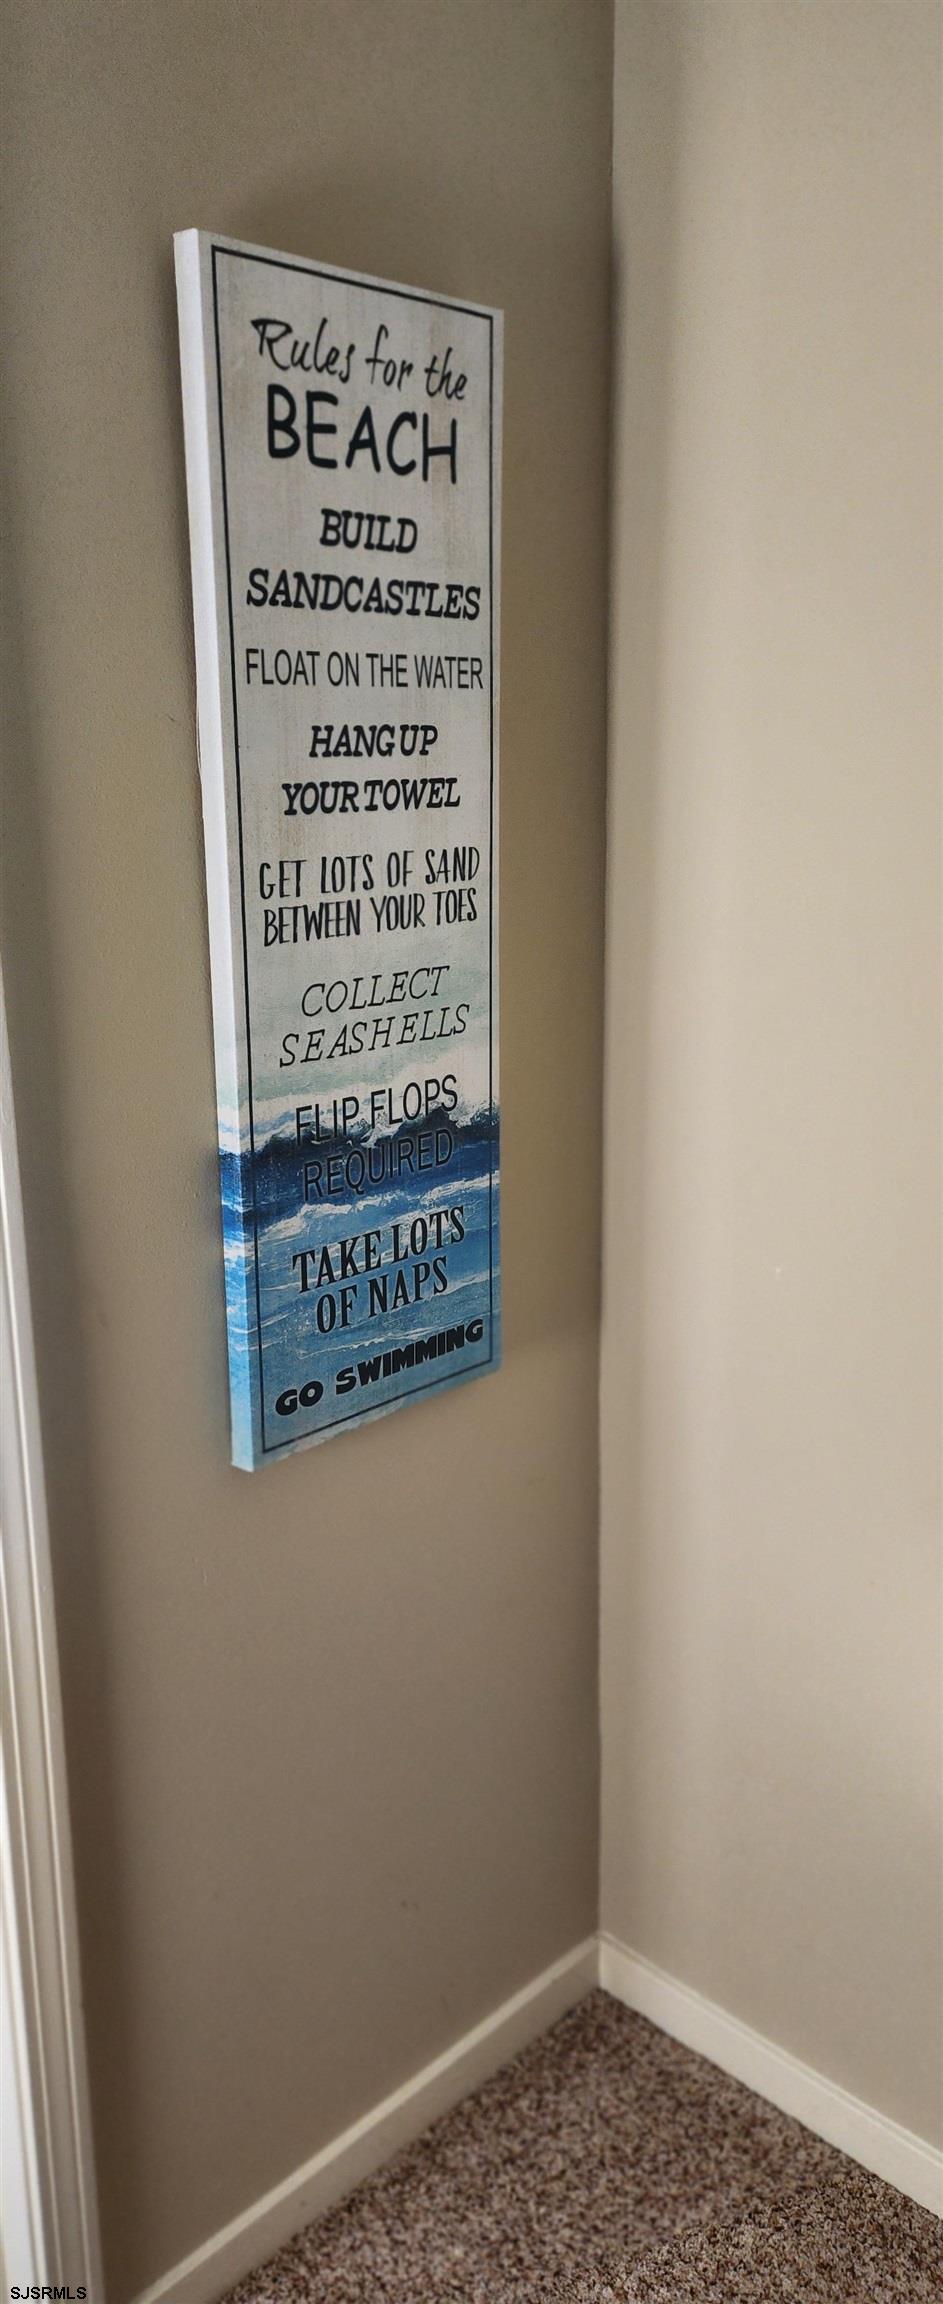 Rules for the
BEACH
BUILD
SANDCASTLES
FLOAT ON THE WATER
HANG UP
YOUR TOWEL
GET LOTS OF SAND
BETWEEN YOUR TOES
COLLECT
SEASHELLS
FLIP FLOPS
REQUIRED
TAKE LOTS
OF NAPS
GO SWIMMING
SJSRMLS